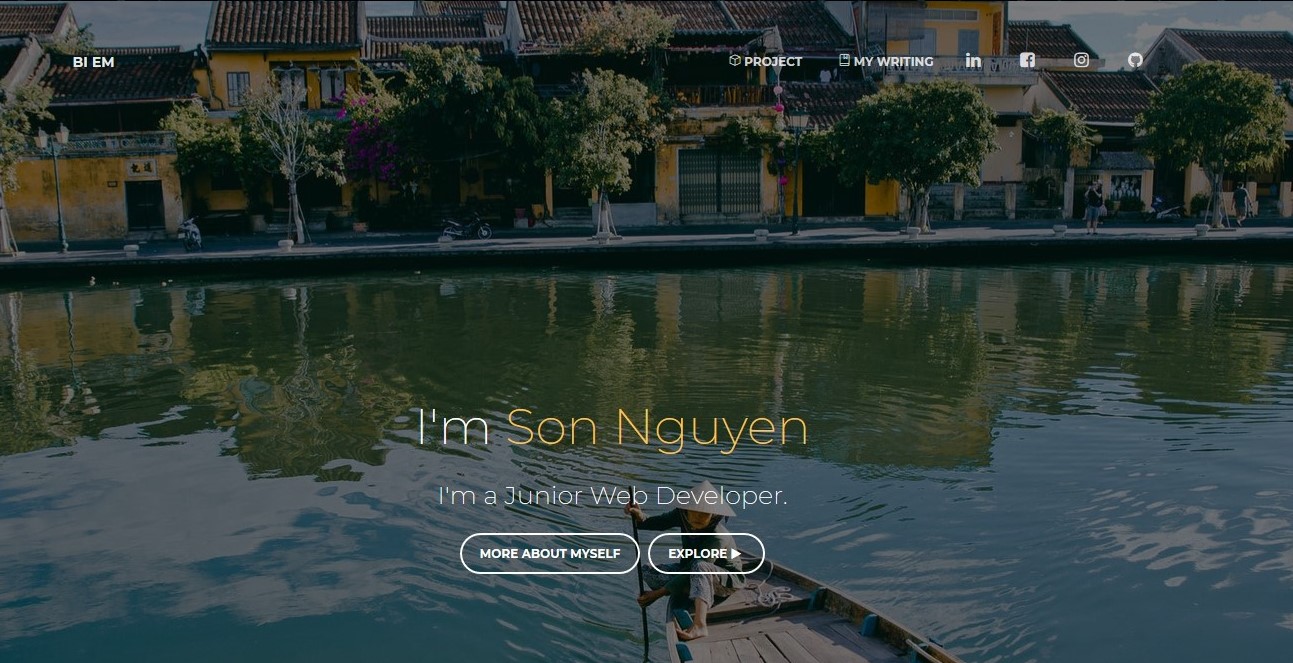 BI EM
PROJECT MY WRITING
I'm Son Nguyen
I'm a Junior Web Developer.
MORE ABOUT MYSELF EXPLORE